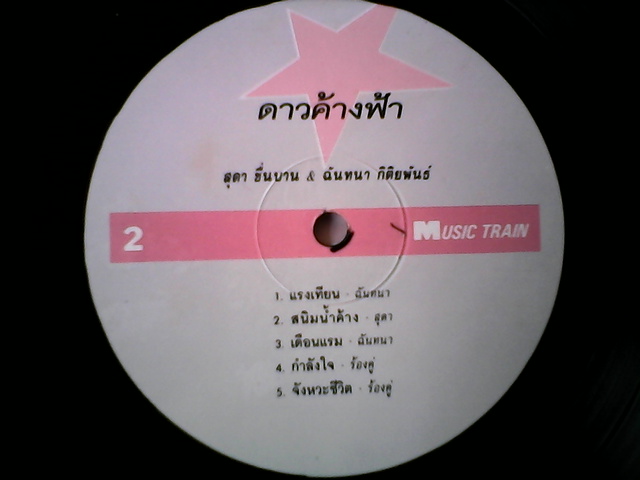 ดาวค้างฟ้า
สุดา ชื่นบาน & ฉันทนา กิติยพันธ์
2 MUSIC TRAIN
1. แรงเทียน - ฉันทนา
2. สนิมน้ำค้าง - สุดา
3. เดือนแรม - ฉันทนา
4. กำลังใจ - ร้องคู่
5. จังหวะชีวิต - ร้องคู่